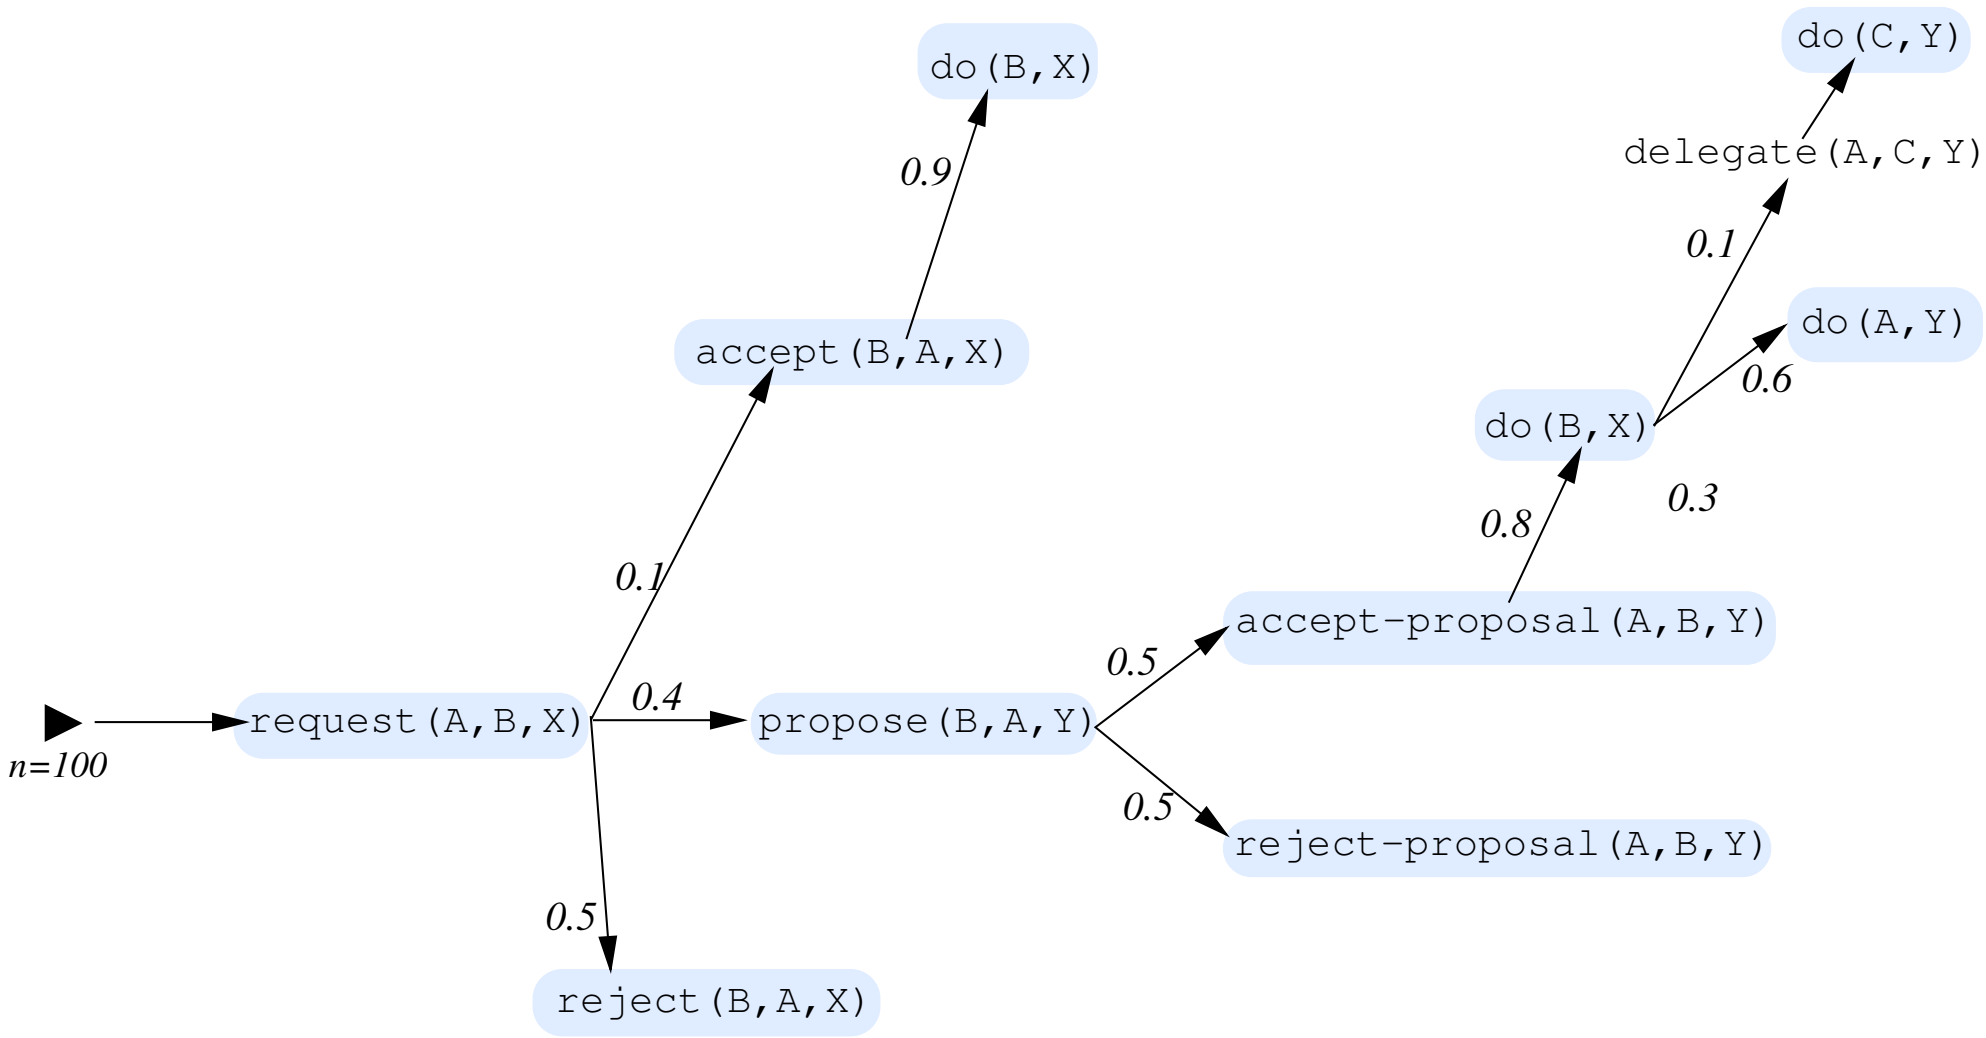 do(C,Y)
do(B,X)
delegate(A,C,Y)
0.9
0.1
do(A,Y)
accept(B,A,X)
0.6
do(B,X)
0.3
0.8
0.1
accept-proposal(A,B,Y)
0.5
0.4
request(A,B,X)
propose(B,A,Y)
n=100
0.5
reject-proposal(A,B,Y)
0.5
reject(B,A,X)